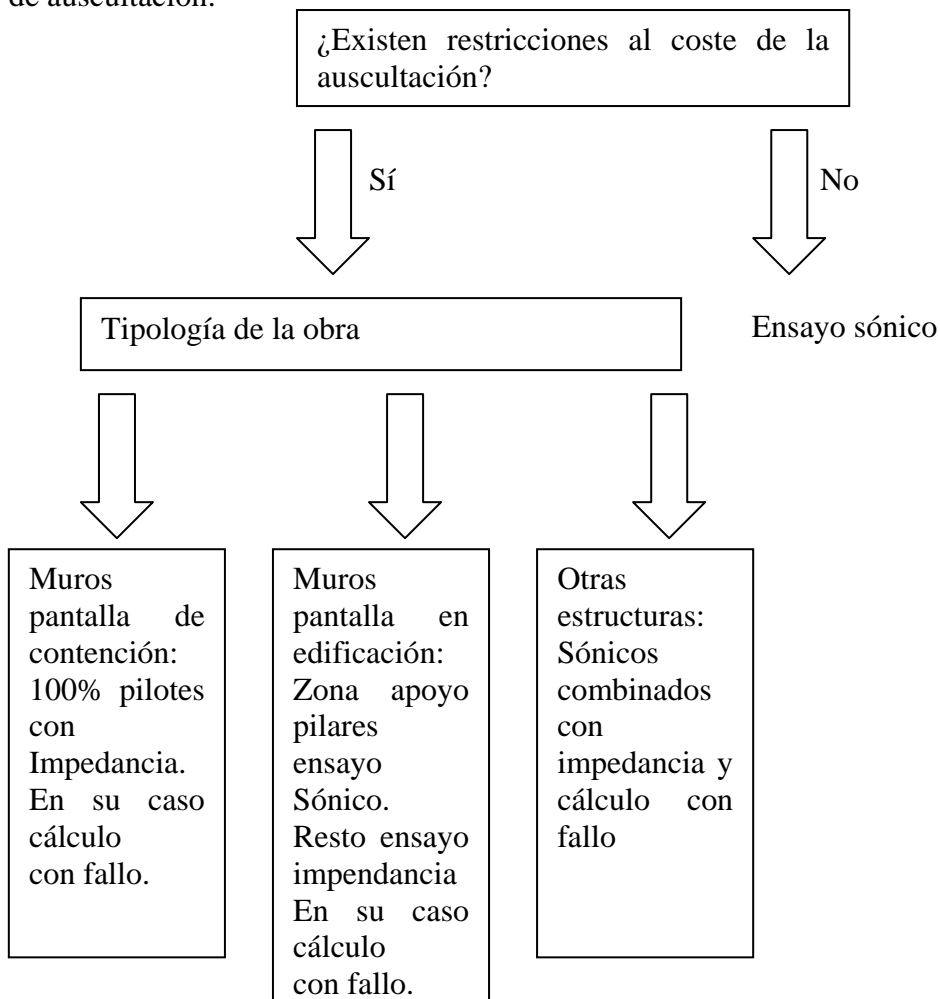 de auscultación.
¿Existen restricciones al coste de la
auscultación?
Sí
No
Tipología de la obra
Ensayo sónico
Muros
pantalla de
contención:
100% pilotes
con
Impedancia.
En su caso
cálculo
con fallo.
Muros
pantalla en
edificación:
Zona apoyo
pilares
ensayo
Sónico.
Resto ensayo
impendancia
En su caso
cálculo
con fallo.
Otras
estructuras:
Sónicos
combinados
con
impedancia y
cálculo con
fallo